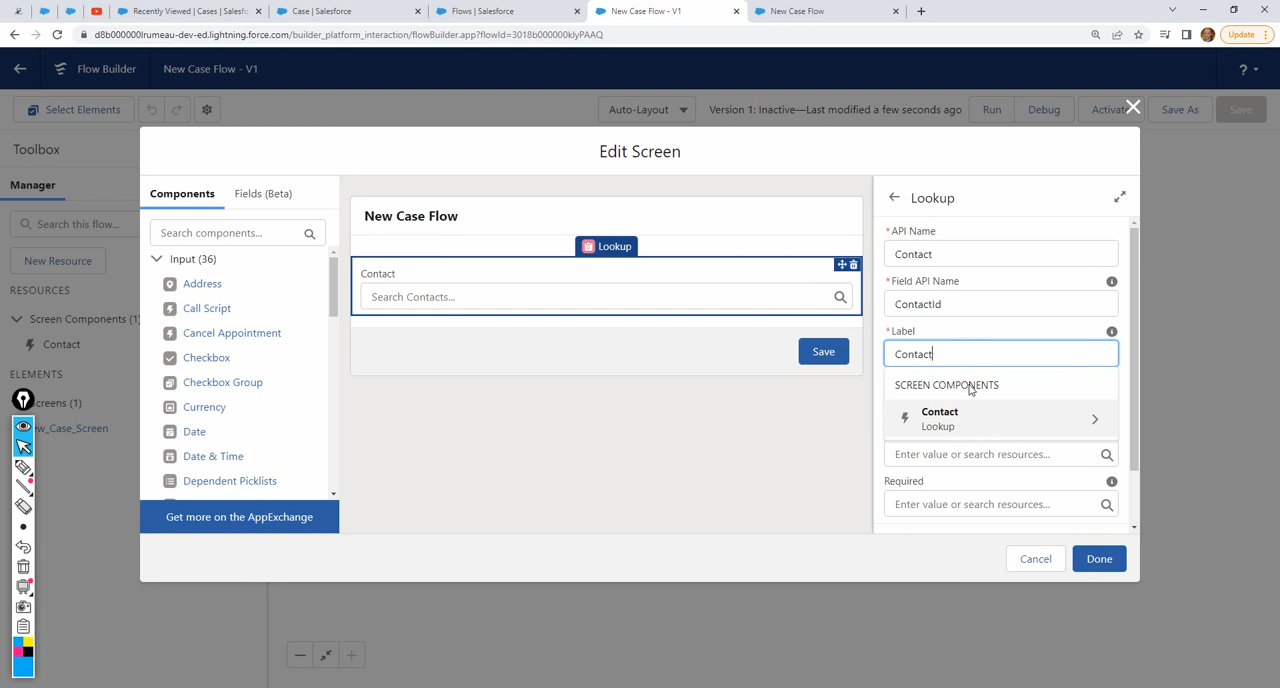 Recently Viewed | Cases | Salesf
Case | Salesforce
Flows | Salesforce
New Case Flow - V1
New Case Flow
d8b000000lrumeau-dev-ed.lightning.force.com/builder_platform_interaction/flowBuilder.app?flowId=3018b000000klyPAAQ
Update
Flow Builder
New Case Flow - V1
?
Select Elements
Auto-Layout
Version 1: Inactive—Last modified a few seconds ago
Run
Debug
Activat
Save As
Save
Toolbox
Manager
Search this flow...
New Resource
RESOURCES
Screen Components (1)
Contact
ELEMENTS
creens (1)
ew_Case_Screen
Edit Screen
Components
Fields (Beta)
Search components...
Input (36)
Address
Call Script
Cancel Appointment
Checkbox
Checkbox Group
Currency
Date
Date & Time
Dependent Picklists
Get more on the AppExchange
New Case Flow
Lookup
Contact
Search Contacts...
Save
Lookup
* API Name
Contact
* Field API Name
ContactId
* Label
Contact
SCREEN COMPONENTS
Contact
Lookup
Enter value or search resources...
Required
Enter value or search resources...
Cancel
Done